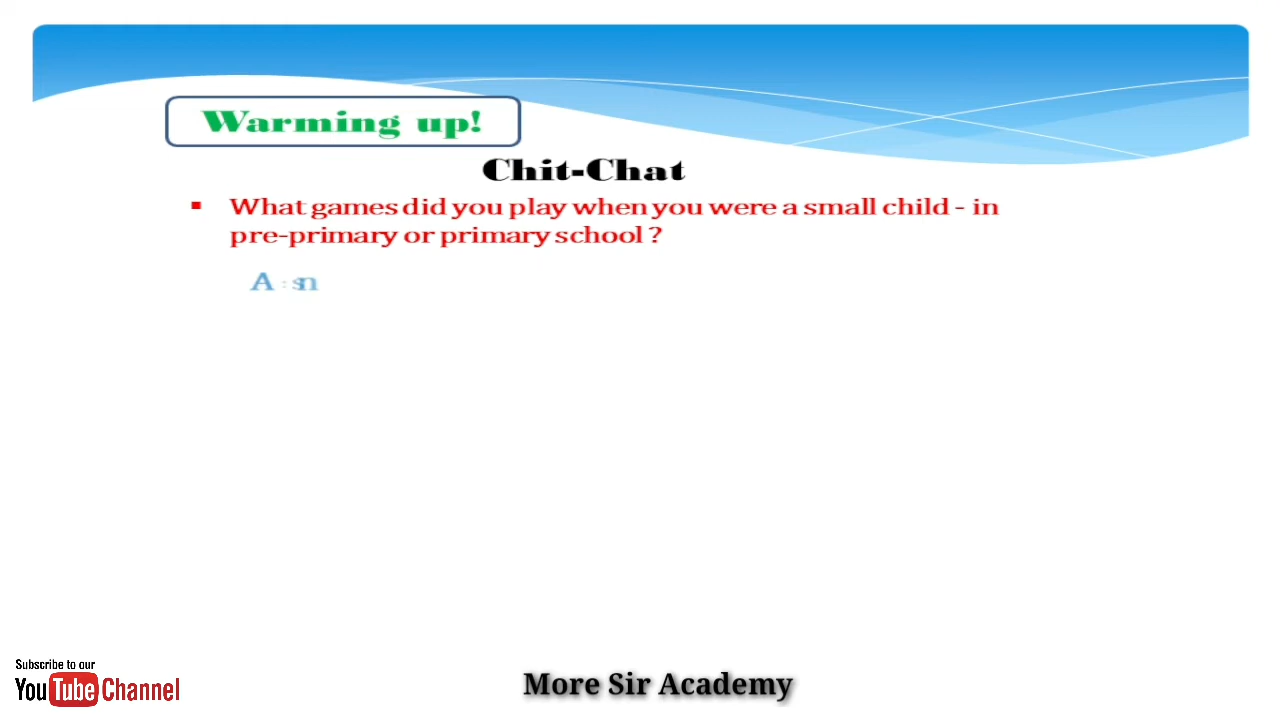 Warming up!
Chit-Chat
▪ What games did you play when you were a small child - in
pre-primary or primary school ?
A :
Subscribe to our
YouTube Channel
More Sir Academy